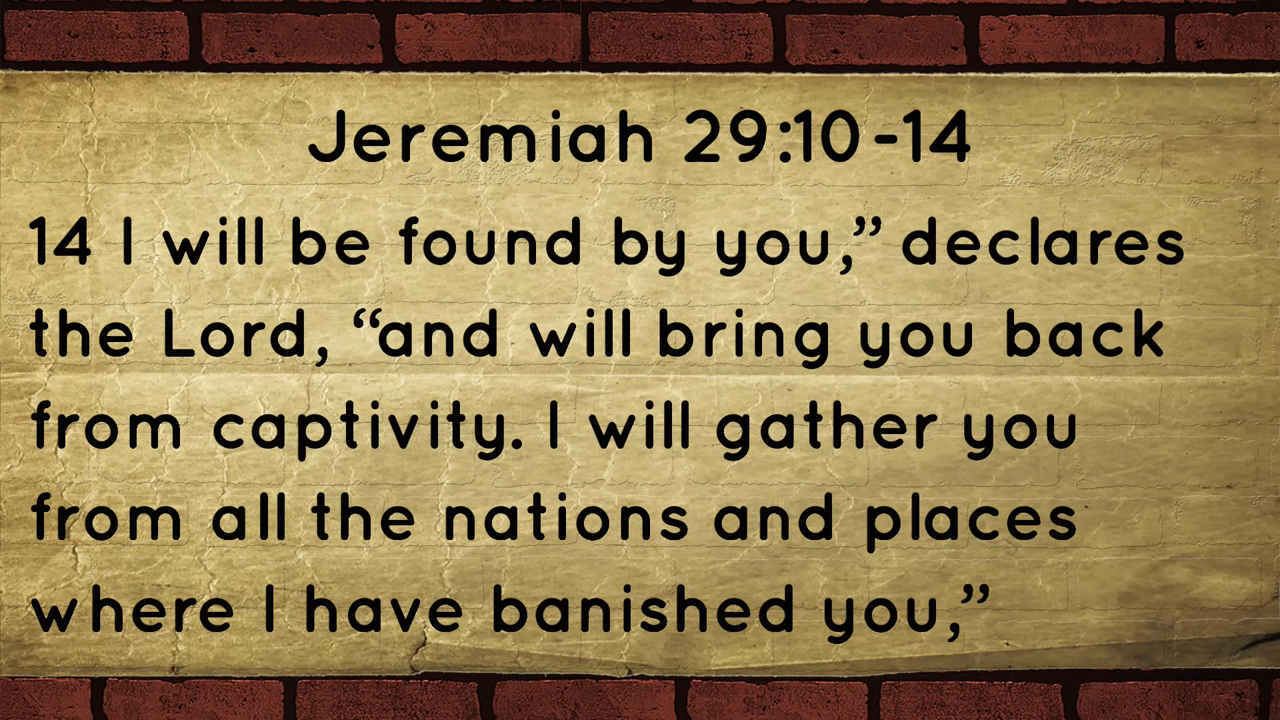 Jeremiah 29:10-14
14 I will be found by you,” declares
the Lord, “and will bring you back
from captivity. I will gather you
from all the nations and places
where I have banished you,”